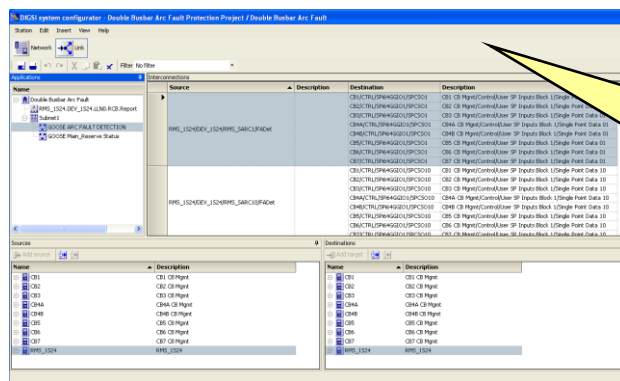 DIGSI system configurator - Double Busbar Arc Fault Protection Project / Double Busbar Arc Fault
Station Edit Insert View Help
Network Link
Filter No filter
Applications
Name
Double Busbar Arc Fault
RMS_1S24.DEV_1S24.LLN0.RCB.Report
Subnet1
GOOSE ARC FAULT DETECTION
GOOSE Main_Reserve Status
Interconnections
Source Description Destination Description
RMS_1S24/DEV_1S24/RMS_SARC1/FADet
CB1/CTRL/SP64GGIO1/SPCSO1 CB1 CB Mgmt/Control/User SP Inputs Block 1/Single Point Data 01
CB2/CTRL/SP64GGIO1/SPCSO1 CB2 CB Mgmt/Control/User SP Inputs Block 1/Single Point Data
CB3/CTRL/SP64GGIO1/SPCSO1 CB3 CB Mgmt/Control/User SP Inputs Block 1/Single Point Data
CB4A/CTRL/SP64GGIO1/SPCSO1 CB4A CB Mgmt/Control/User SP Inputs Block 1/Single Point Data 01
CB4B/CTRL/SP64GGIO1/SPCSO1 CB4B CB Mgmt/Control/User SP Inputs Block 1/Single Point Data 01
CB5/CTRL/SP64GGIO1/SPCSO1 CB5 CB Mgmt/Control/User SP Inputs Block 1/Single Point Data 01
CB6/CTRL/SP64GGIO1/SPCSO1 CB6 CB Mgmt/Control/User SP Inputs Block 1/Single Point Data 01
CB7/CTRL/SP64GGIO1/SPCSO1 CB7 CB Mgmt/Control/User SP Inputs Block 1/Single Point Data 01
RMS_1S24/DEV_1S24/RMS_SARC10/FADet
CB1/CTRL/SP64GGIO1/SPCSO10 CB1 CB Mgmt/Control/User SP Inputs Block 1/Single Point Data 10
CB2/CTRL/SP64GGIO1/SPCSO10 CB2 CB Mgmt/Control/User SP Inputs Block 1/Single Point Data 10
CB3/CTRL/SP64GGIO1/SPCSO10 CB3 CB Mgmt/Control/User SP Inputs Block 1/Single Point Data 10
CB4A/CTRL/SP64GGIO1/SPCSO10 CB4A CB Mgmt/Control/User SP Inputs Block 1/Single Point Data 10
CB4B/CTRL/SP64GGIO1/SPCSO10 CB4B CB Mgmt/Control/User SP Inputs Block 1/Single Point Data 10
CB5/CTRL/SP64GGIO1/SPCSO10 CB5 CB Mgmt/Control/User SP Inputs Block 1/Single Point Data 10
CB6/CTRL/SP64GGIO1/SPCSO10 CB6 CB Mgmt/Control/User SP Inputs Block 1/Single Point Data 10
CB7/CTRL/SP64GGIO1/SPCSO10 CB7 CB Mgmt/Control/User SP Inputs Block 1/Single Point Data 10
Sources
Add source
Name Description
CB1 CB1 CB Mgmt
CB2 CB2 CB Mgmt
CB3 CB3 CB Mgmt
CB4A CB4A CB Mgmt
CB4B CB4B CB Mgmt
CB5 CB5 CB Mgmt
CB6 CB6 CB Mgmt
CB7 CB7 CB Mgmt
RMS_1S24 RMS_1S24
Destinations
Add target
Name Description
CB1 CB1 CB Mgmt
CB2 CB2 CB Mgmt
CB3 CB3 CB Mgmt
CB4A CB4A CB Mgmt
CB4B CB4B CB Mgmt
CB5 CB5 CB Mgmt
CB6 CB6 CB Mgmt
CB7 CB7 CB Mgmt
RMS_1S24 RMS_1S24